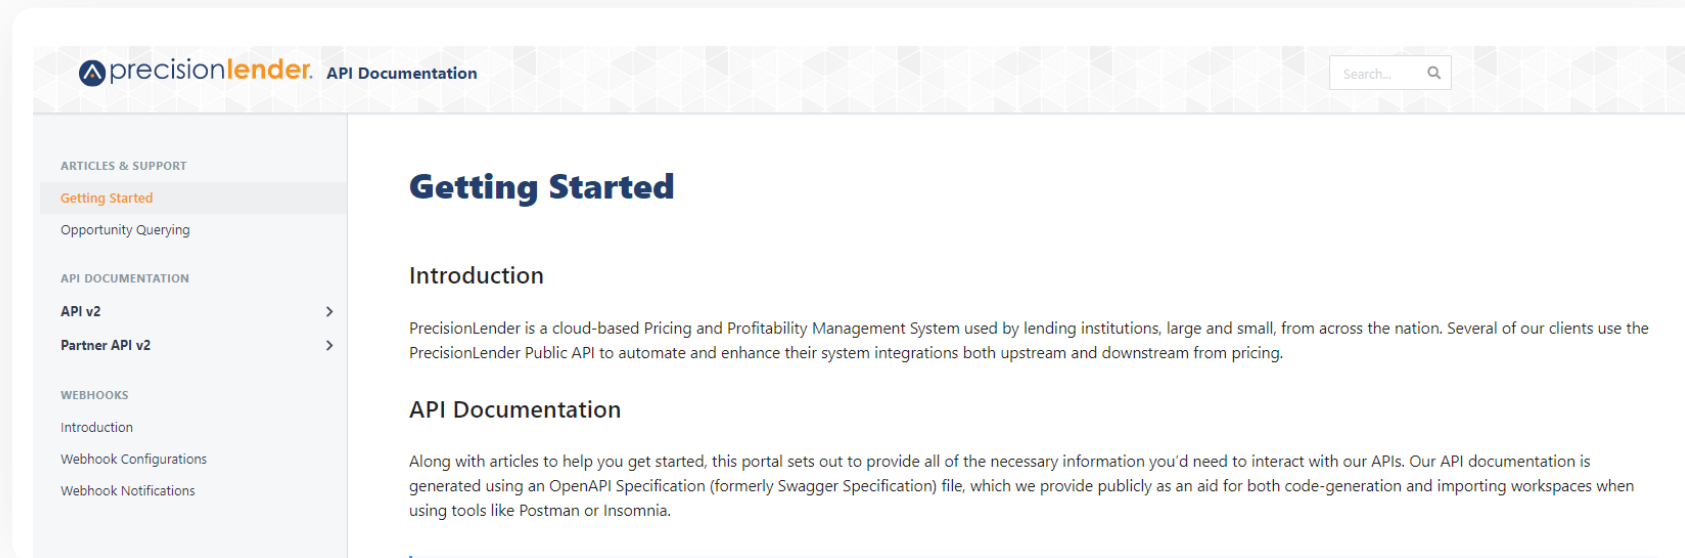 precisionlender. API Documentation
Search...
ARTICLES & SUPPORT
Getting Started
Opportunity Querying
API DOCUMENTATION
API v2
Partner API v2
WEBHOOKS
Introduction
Webhook Configurations
Webhook Notifications
Getting Started
Introduction
PrecisionLender is a cloud-based Pricing and Profitability Management System used by lending institutions, large and small, from across the nation. Several of our clients use the
PrecisionLender Public API to automate and enhance their system integrations both upstream and downstream from pricing.
API Documentation
Along with articles to help you get started, this portal sets out to provide all of the necessary information you'd need to interact with our APIs. Our API documentation is
generated using an OpenAPI Specification (formerly Swagger Specification) file, which we provide publicly as an aid for both code-generation and importing workspaces when
using tools like Postman or Insomnia.